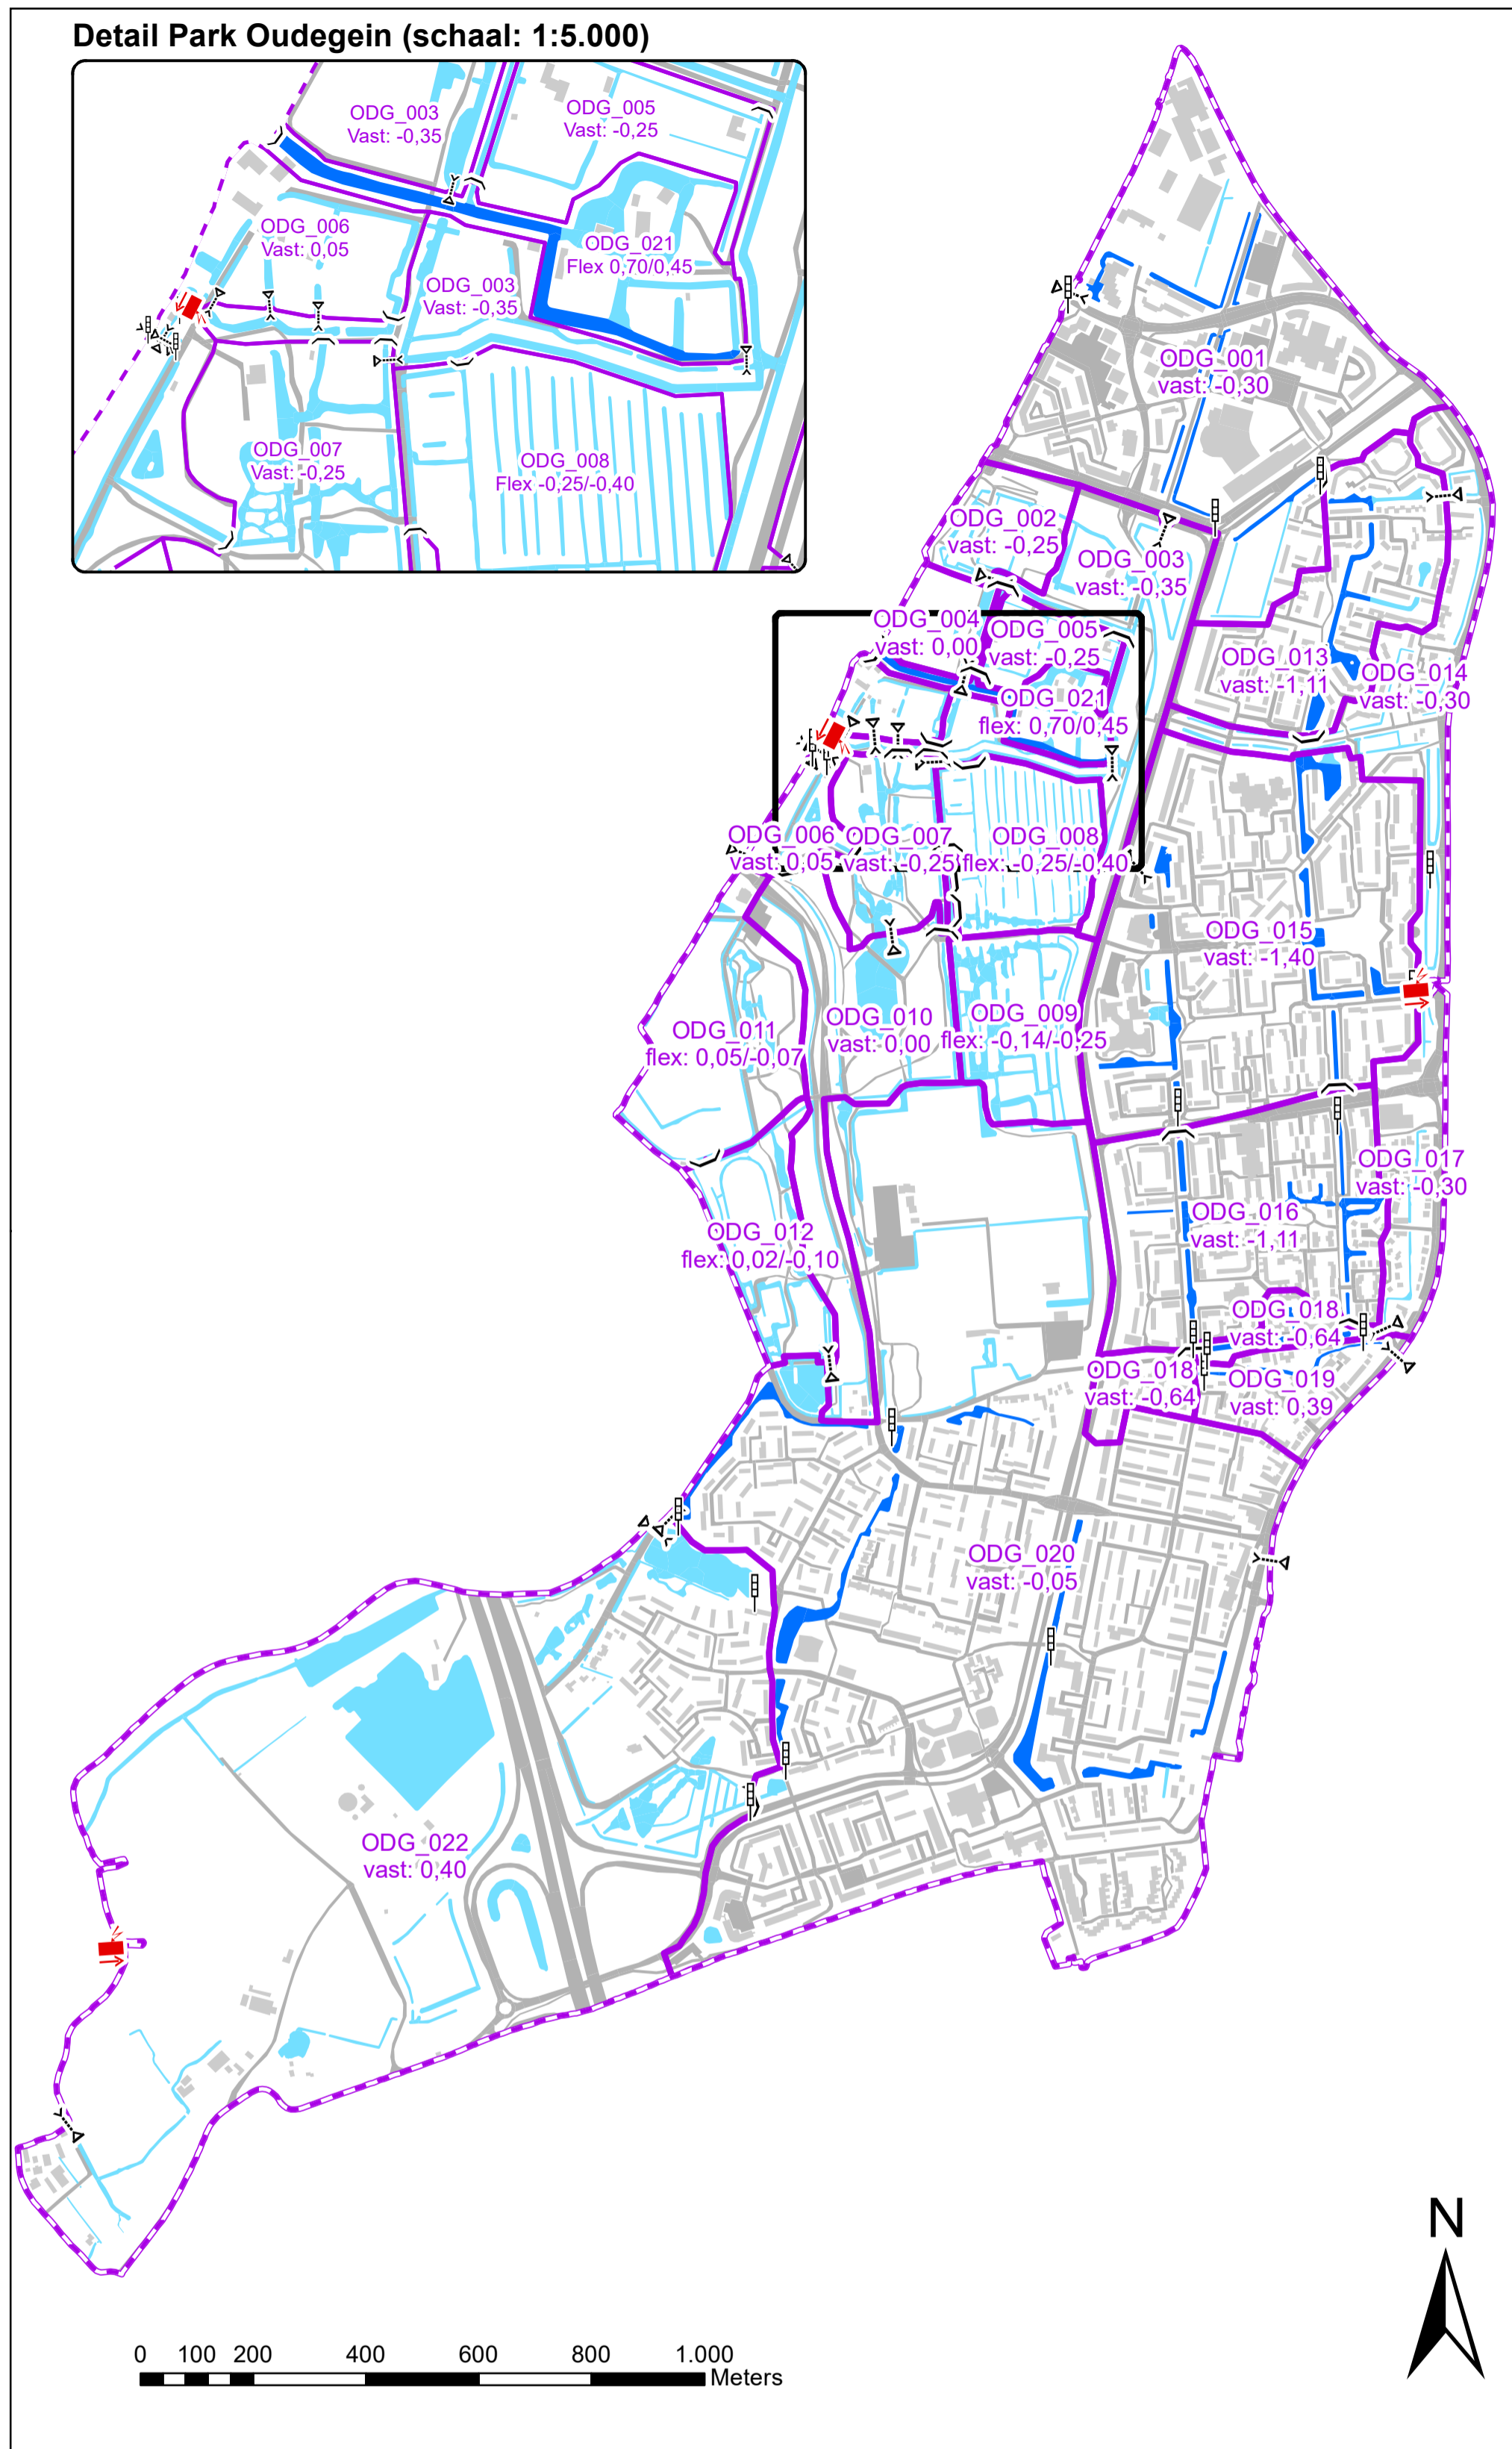 Detail Park Oudegein (schaal: 1:5.000)
ODG_003
Vast: -0,35
ODG_005
Vast: -0,25
ODG_006
Vast: 0,05
ODG_021
Flex 0,70/0,45
ODG_003
Vast: -0,35
ODG_007
Vast: -0,25
ODG_008
Flex -0,25/-0,40
ODG_001
vast: -0,30
ODG_002
vast: -0,25
ODG_003
vast: -0,35
ODG_004
vast: 0,00
ODG_005
vast: -0,25
ODG_013
vast: -1,11
ODG_014
vast: -0,30
ODG_021
flex: 0,70/0,45
ODG_006
vast: 0,05
ODG_007
vast: -0,25
ODG_008
flex: -0,25/-0,40
ODG_015
vast: -1,40
ODG_011
flex: 0,05/-0,07
ODG_010
vast: 0,00
ODG_009
flex: -0,14/-0,25
ODG_017
vast: -0,30
ODG_016
vast: -1,11
ODG_012
flex: 0,02/-0,10
ODG_018
vast: -0,64
ODG_018
vast: -0,64
ODG_019
vast: 0,39
ODG_020
vast: -0,05
ODG_022
vast: 0,40
N
0 100 200 400 600 800 1.000
Meters